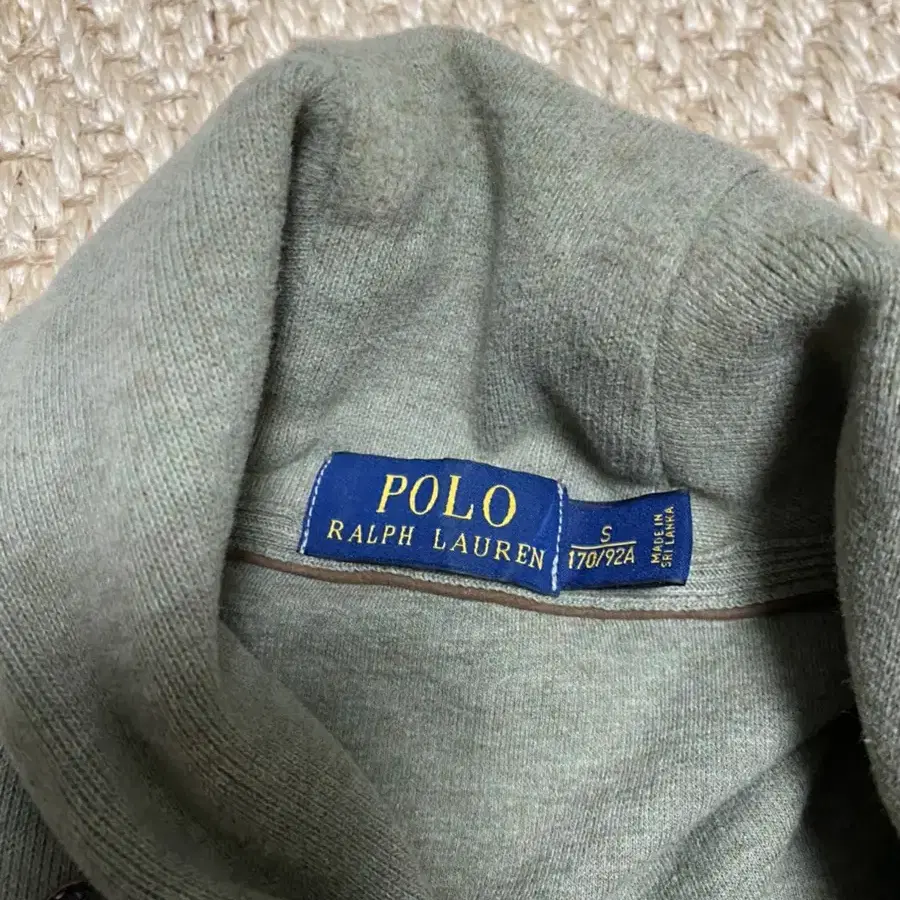 POLO
RALPH LAUREN
S
170/92A
MADE IN
SRI LANKA